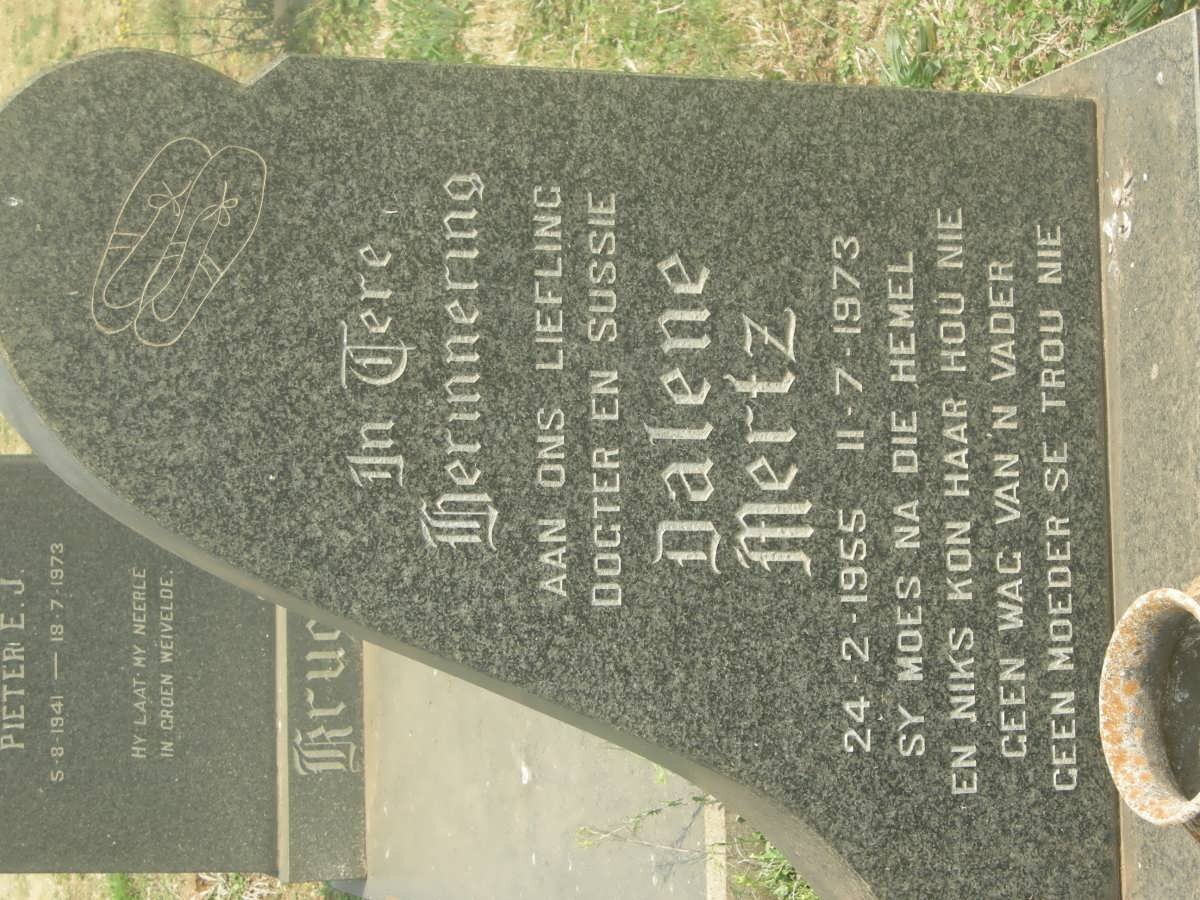 In Tere
Herinnering
AAN ONS LIEFLING
DOGTER EN SUSSIE
Dalene
Mertz
24-2-1955 11-7-1973
SY MOES NA DIE HEMEL
EN NIKS KON HAAR HOU NIE
GEEN WAG VAN 'N VADER
GEEN MOEDER SE TROU NIE
PIETER E. J.
5-8-1941 — 19-7-1973
HY LAAT MY NEERLE
IN GROEN WEIVELDE.